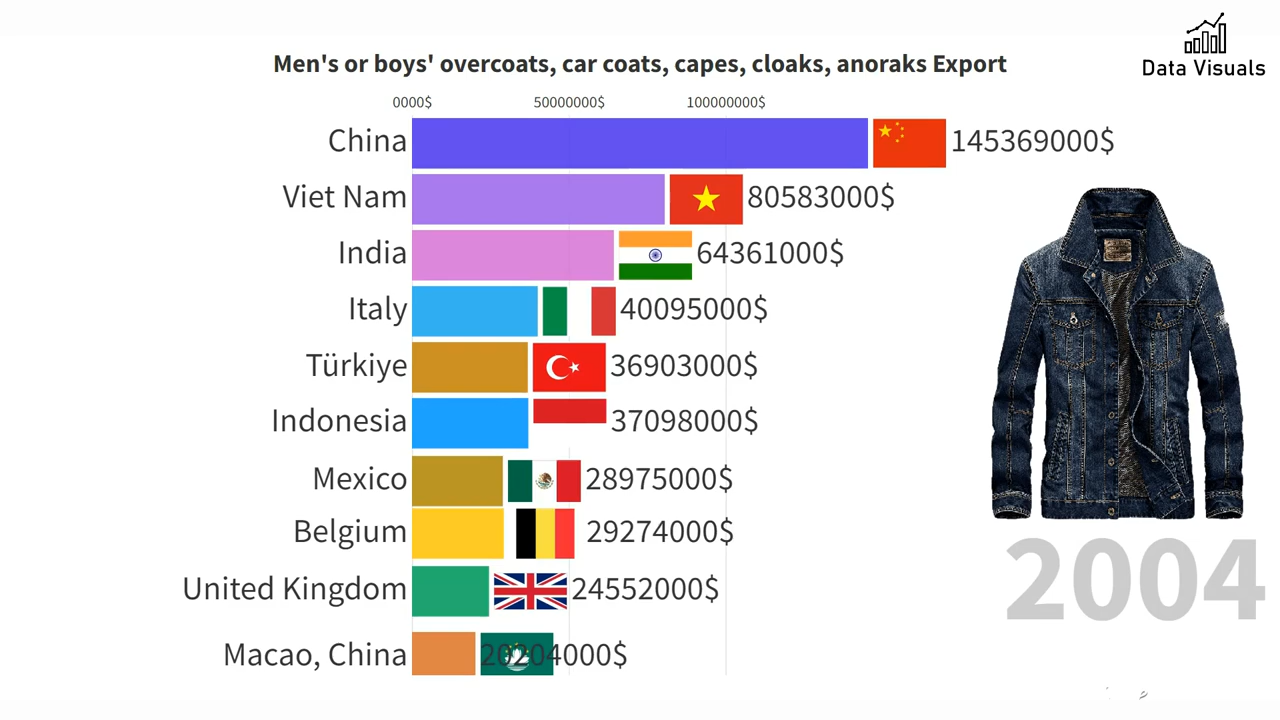 Data Visuals
Men's or boys' overcoats, car coats, capes, cloaks, anoraks Export
0000$ 50000000$ 100000000$
China 145369000$
Viet Nam 80583000$
India 64361000$
Italy 40095000$
Türkiye 36903000$
Indonesia 37098000$
Mexico 28975000$
Belgium 29274000$
United Kingdom 24552000$
Macao, China 20204000$
2004